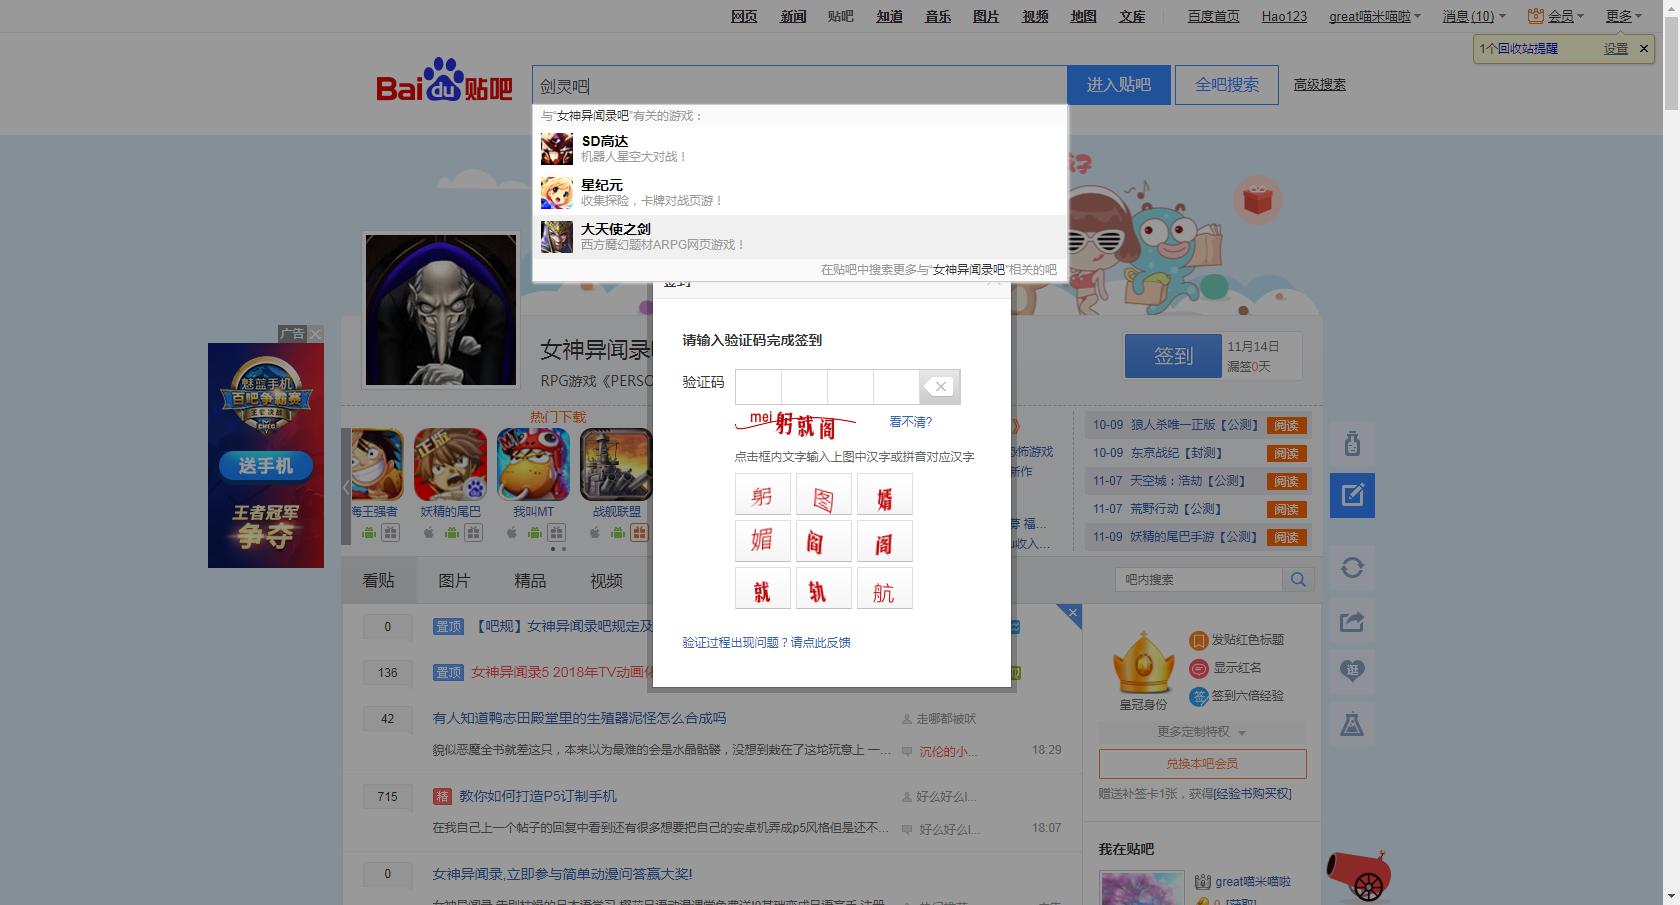 网页 新闻 贴吧 知道 音乐 图片 视频 地图 文库 百度首页 Hao123 great喵米喵啦 消息(10) 会员 更多
1个回收站提醒 设置
Bai du 贴吧 剑灵吧 进入贴吧 全吧搜索 高级搜索
与“女神异闻录吧”有关的游戏：
SD高达
机器人星空大对战！
星纪元
收集探险，卡牌对战页游！
大天使之剑
西方魔幻题材ARPG网页游戏！
在贴吧中搜索更多与“女神异闻录吧”相关的吧
广告
魅蓝手机
百吧争霸赛
王者决战
送手机
王者冠军
争夺
女神异闻录
RPG游戏《PERSO
签到 11月14日
漏签0天
请输入验证码完成签到
验证码
mei 躬就阁 看不清?
点击框内文字输入上图中汉字或拼音对应汉字
躬 图 婿
媚 阎 阁
就 轨 航
验证过程出现问题？请点此反馈
热门下载
海王强者 妖精的尾巴 我叫MT 战舰联盟
恐怖游戏
新作
福...
u收入...
10-09 狼人杀唯一正版【公测】 阅读
10-09 东京战纪【封测】 阅读
11-07 天空城：浩劫【公测】 阅读
11-07 荒野行动【公测】 阅读
11-09 妖精的尾巴手游【公测】 阅读
看贴 图片 精品 视频 吧内搜索
0 置顶 【吧规】女神异闻录吧规定及
136 置顶 女神异闻录5 2018年TV动画化
42 有人知道鸭志田殿堂里的生殖器泥怪怎么合成吗 走哪都被吠
貌似恶魔全书就差这只，本来以为最难的会是水晶骷髅，没想到栽在了这坨玩意上 一... 沉伦的小... 18:29
715 精 教你如何打造P5订制手机 好么好么l...
在我自己上一个帖子的回复中看到还有很多想要把自己的安卓机弄成p5风格但是还不... 好么好么l... 18:07
0 女神异闻录,立即参与简单动漫问答赢大奖!
发贴红色标题
显示红名
签 签到六倍经验
皇冠身份
更多定制特权
兑换本吧会员
赠送补签卡1张，获得[经验书购买权]
我在贴吧
great喵米喵啦
0 [获取]
逛